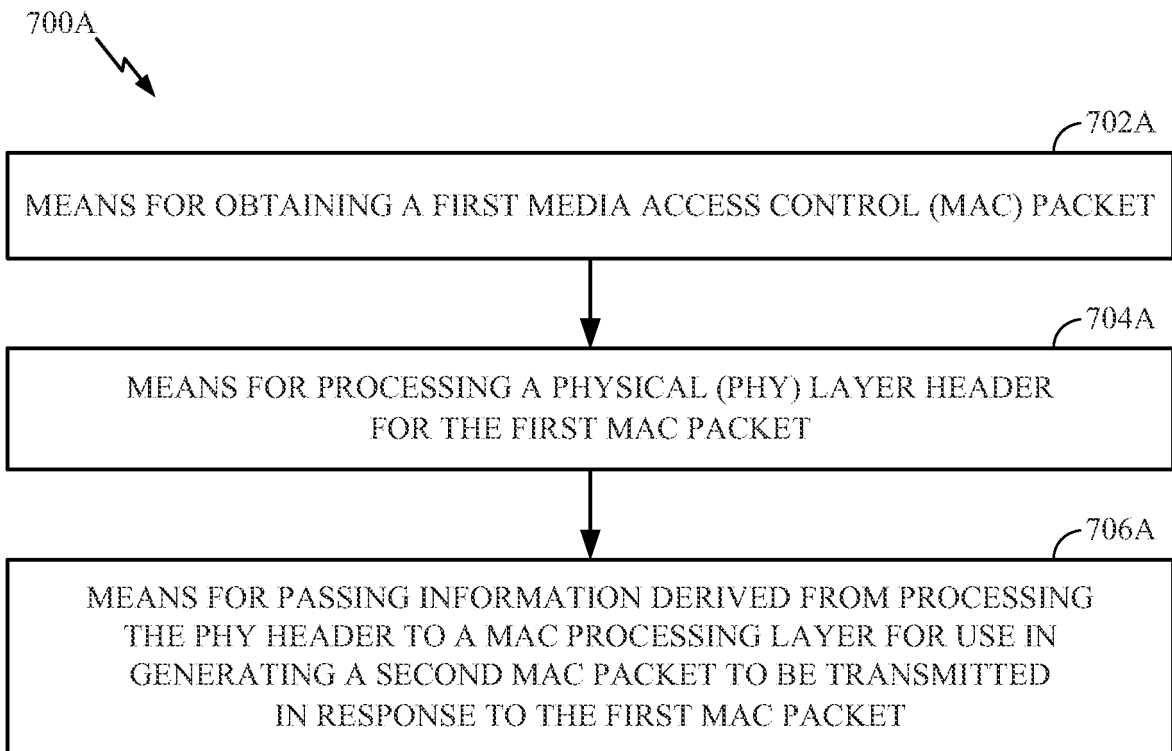 700A
702A
MEANS FOR OBTAINING A FIRST MEDIA ACCESS CONTROL (MAC) PACKET
704A
MEANS FOR PROCESSING A PHYSICAL (PHY) LAYER HEADER
FOR THE FIRST MAC PACKET
706A
MEANS FOR PASSING INFORMATION DERIVED FROM PROCESSING
THE PHY HEADER TO A MAC PROCESSING LAYER FOR USE IN
GENERATING A SECOND MAC PACKET TO BE TRANSMITTED
IN RESPONSE TO THE FIRST MAC PACKET